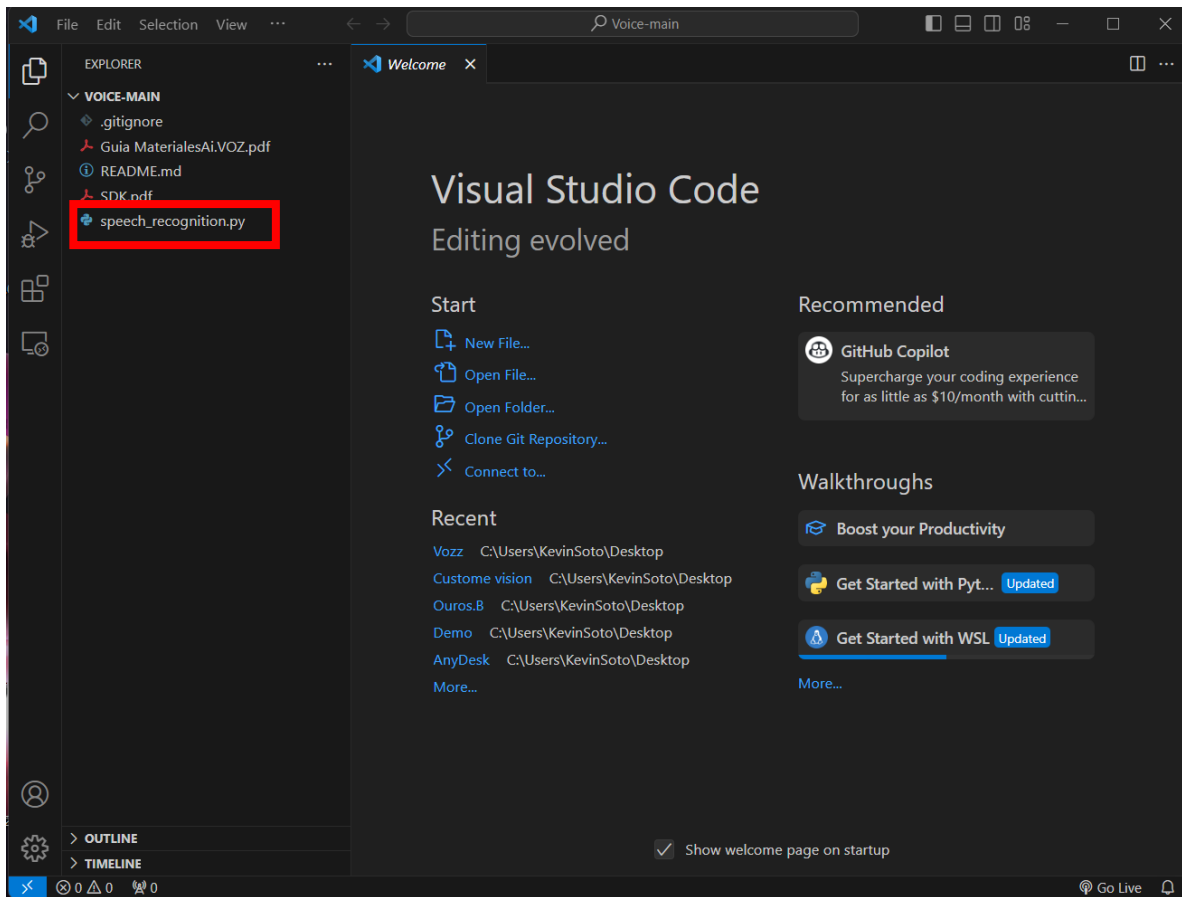 File Edit Selection View ··· Voice-main
EXPLORER ··· Welcome
VOICE-MAIN
.gitignore
Guia MaterialesAi.VOZ.pdf
README.md
SDK.pdf
speech_recognition.py
Visual Studio Code
Editing evolved
Start
New File...
Open File...
Open Folder...
Clone Git Repository...
Connect to...
Recent
Vozz C:\Users\KevinSoto\Desktop
Custome vision C:\Users\KevinSoto\Desktop
Ouros.B C:\Users\KevinSoto\Desktop
Demo C:\Users\KevinSoto\Desktop
AnyDesk C:\Users\KevinSoto\Desktop
More...
Recommended
GitHub Copilot
Supercharge your coding experience
for as little as $10/month with cuttin...
Walkthroughs
Boost your Productivity
Get Started with Pyt... Updated
Get Started with WSL Updated
More...
Show welcome page on startup
OUTLINE
TIMELINE
0 0 0 Go Live